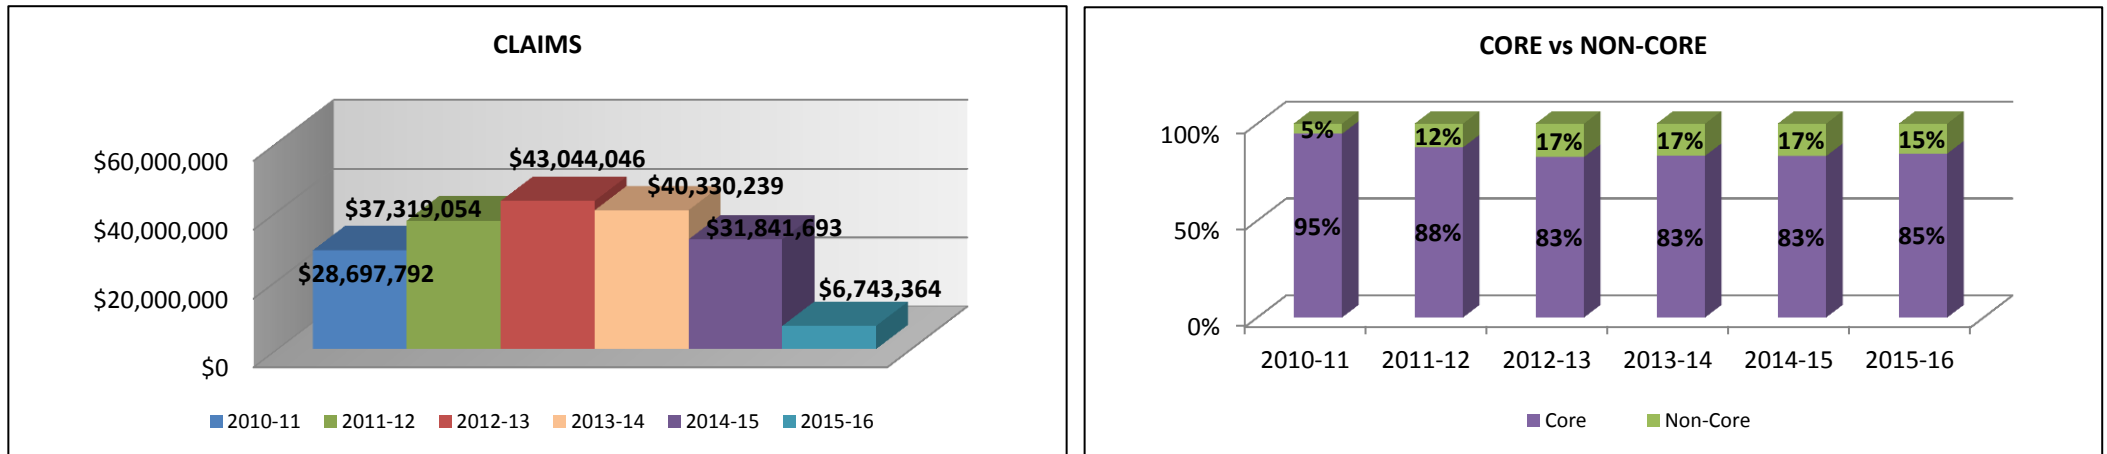 CLAIMS
$60,000,000
$40,000,000
$20,000,000
$0
$28,697,792
$37,319,054
$43,044,046
$40,330,239
$31,841,693
$6,743,364
2010-11 2011-12 2012-13 2013-14 2014-15 2015-16
CORE vs NON-CORE
100%
50%
0%
5% 12% 17% 17% 17% 15%
95% 88% 83% 83% 83% 85%
2010-11 2011-12 2012-13 2013-14 2014-15 2015-16
Core Non-Core